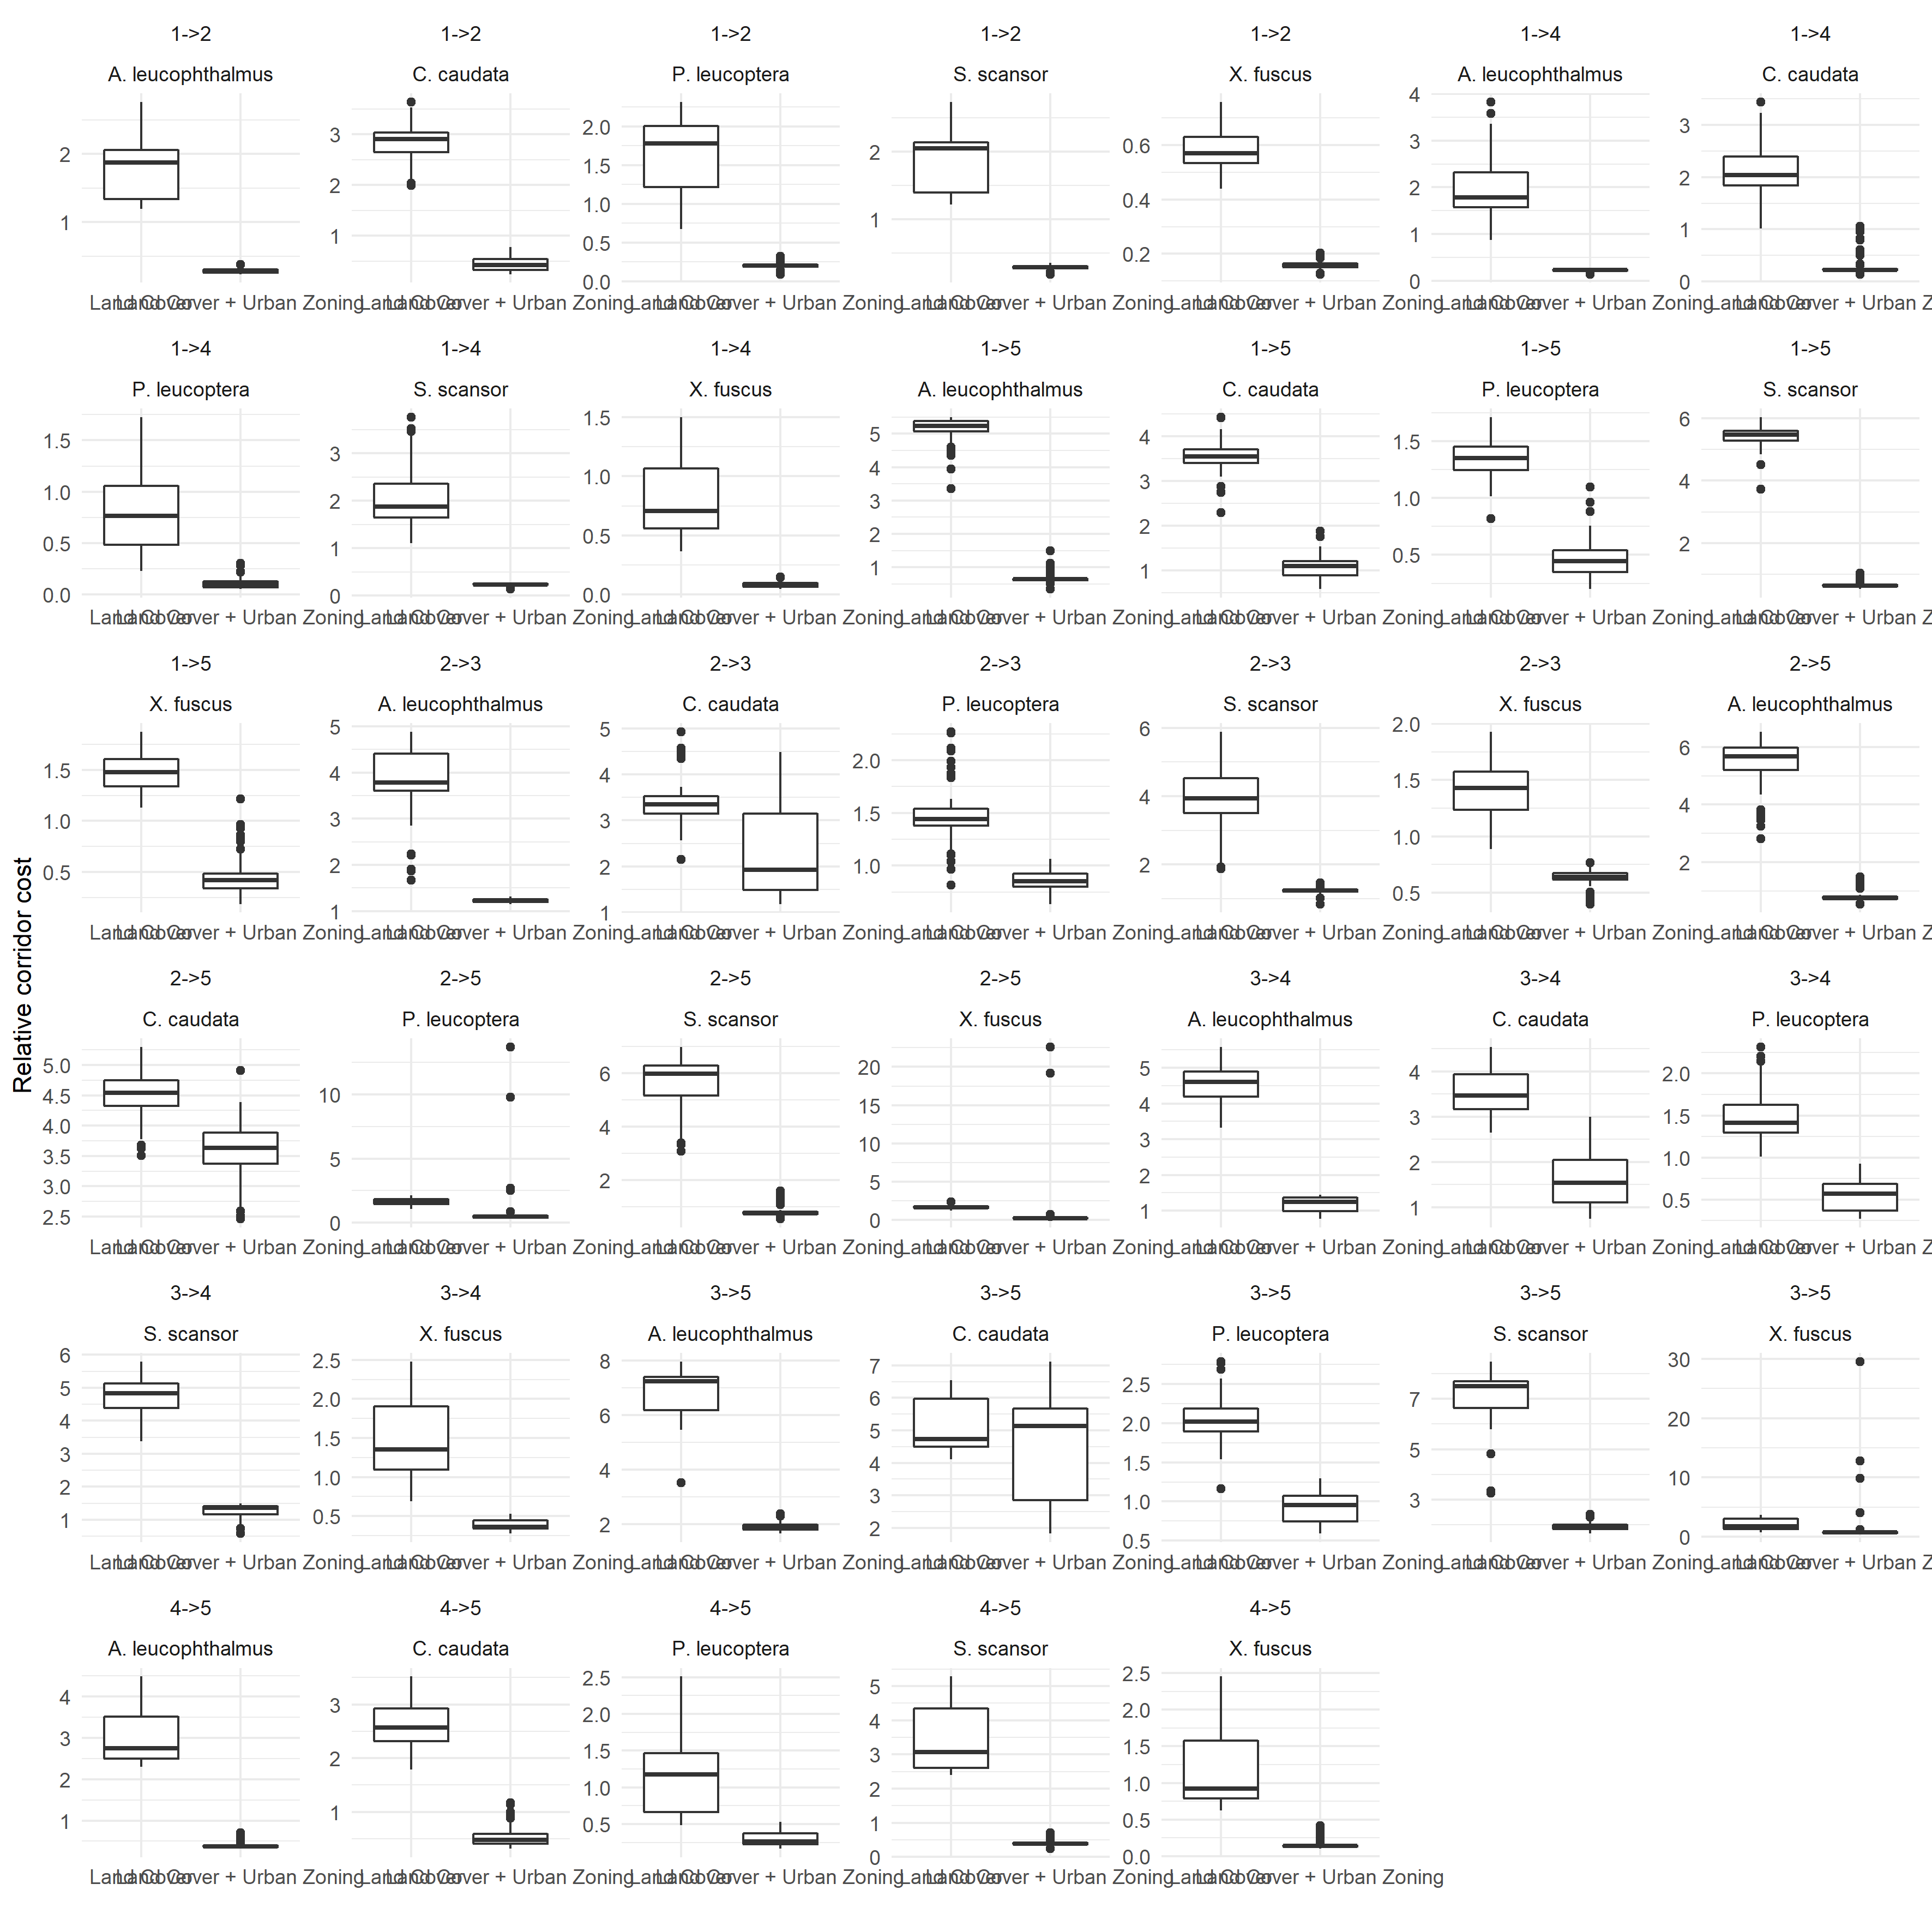 Relative corridor cost
1->2
A. leucophthalmus
2
1
Land Cover
Land Cover + Urban Zoning
1->2
C. caudata
3
2
1
Land Cover
Land Cover + Urban Zoning
1->2
P. leucoptera
2.0
1.5
1.0
0.5
0.0
Land Cover
Land Cover + Urban Zoning
1->2
S. scansor
2
1
Land Cover
Land Cover + Urban Zoning
1->2
X. fuscus
0.6
0.4
0.2
Land Cover
Land Cover + Urban Zoning
1->4
A. leucophthalmus
4
3
2
1
0
Land Cover
Land Cover + Urban Zoning
1->4
C. caudata
3
2
1
0
Land Cover
Land Cover + Urban Z
1->4
P. leucoptera
1.5
1.0
0.5
0.0
Land Cover
Land Cover + Urban Zoning
1->4
S. scansor
3
2
1
0
Land Cover
Land Cover + Urban Zoning
1->4
X. fuscus
1.5
1.0
0.5
0.0
Land Cover
Land Cover + Urban Zoning
1->5
A. leucophthalmus
5
4
3
2
1
Land Cover
Land Cover + Urban Zoning
1->5
C. caudata
4
3
2
1
Land Cover
Land Cover + Urban Zoning
1->5
P. leucoptera
1.5
1.0
0.5
Land Cover
Land Cover + Urban Zoning
1->5
S. scansor
6
4
2
Land Cover
Land Cover + Urban Z
1->5
X. fuscus
1.5
1.0
0.5
Land Cover
Land Cover + Urban Zoning
2->3
A. leucophthalmus
5
4
3
2
1
Land Cover
Land Cover + Urban Zoning
2->3
C. caudata
5
4
3
2
1
Land Cover
Land Cover + Urban Zoning
2->3
P. leucoptera
2.0
1.5
1.0
Land Cover
Land Cover + Urban Zoning
2->3
S. scansor
6
4
2
Land Cover
Land Cover + Urban Zoning
2->3
X. fuscus
2.0
1.5
1.0
0.5
Land Cover
Land Cover + Urban Zoning
2->5
A. leucophthalmus
6
4
2
Land Cover
Land Cover + Urban Z
2->5
C. caudata
5.0
4.5
4.0
3.5
3.0
2.5
Land Cover
Land Cover + Urban Zoning
2->5
P. leucoptera
10
5
0
Land Cover
Land Cover + Urban Zoning
2->5
S. scansor
6
4
2
Land Cover
Land Cover + Urban Zoning
2->5
X. fuscus
20
15
10
5
0
Land Cover
Land Cover + Urban Zoning
3->4
A. leucophthalmus
5
4
3
2
1
Land Cover
Land Cover + Urban Zoning
3->4
C. caudata
4
3
2
1
Land Cover
Land Cover + Urban Zoning
3->4
P. leucoptera
2.0
1.5
1.0
0.5
Land Cover
Land Cover + Urban Z
3->4
S. scansor
6
5
4
3
2
1
Land Cover
Land Cover + Urban Zoning
3->4
X. fuscus
2.5
2.0
1.5
1.0
0.5
Land Cover
Land Cover + Urban Zoning
3->5
A. leucophthalmus
8
6
4
2
Land Cover
Land Cover + Urban Zoning
3->5
C. caudata
7
6
5
4
3
2
Land Cover
Land Cover + Urban Zoning
3->5
P. leucoptera
2.5
2.0
1.5
1.0
0.5
Land Cover
Land Cover + Urban Zoning
3->5
S. scansor
7
5
3
Land Cover
Land Cover + Urban Zoning
3->5
X. fuscus
30
20
10
0
Land Cover
Land Cover + Urban Z
4->5
A. leucophthalmus
4
3
2
1
Land Cover
Land Cover + Urban Zoning
4->5
C. caudata
3
2
1
Land Cover
Land Cover + Urban Zoning
4->5
P. leucoptera
2.5
2.0
1.5
1.0
0.5
Land Cover
Land Cover + Urban Zoning
4->5
S. scansor
5
4
3
2
1
0
Land Cover
Land Cover + Urban Zoning
4->5
X. fuscus
2.5
2.0
1.5
1.0
0.5
0.0
Land Cover
Land Cover + Urban Zoning